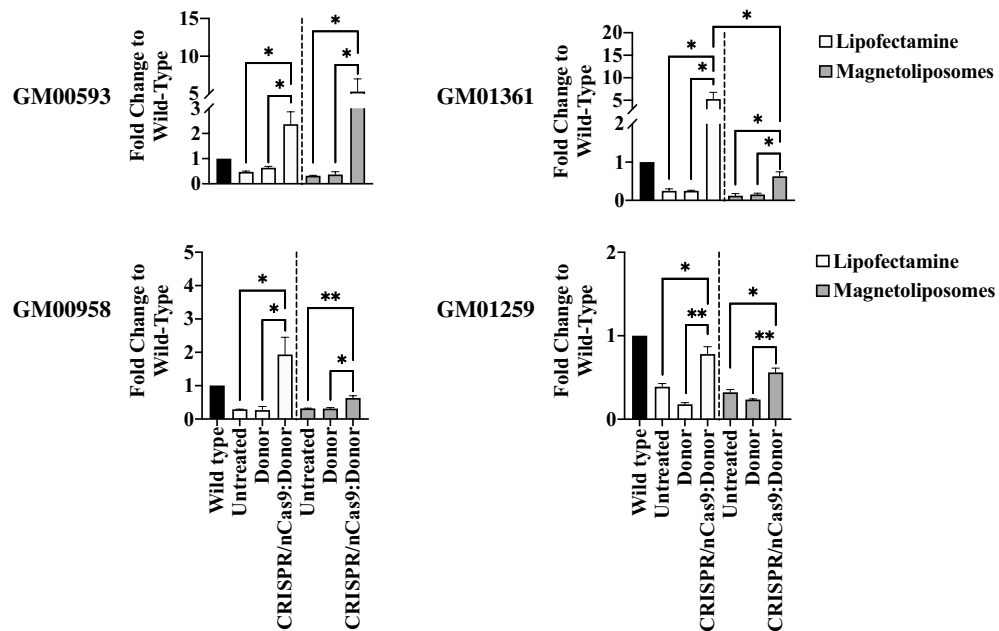 GM00593
Fold Change to
Wild-Type
15
10
5
3
2
1
0
*
*
*
*
GM01361
Fold Change to
Wild-Type
20
15
10
5
2
1
0
*
*
*
*
*
Lipofectamine
Magnetoliposomes
GM00958
Fold Change to
Wild-Type
5
4
3
2
1
0
*
*
**
*
Wild type
Untreated
Donor
CRISPR/nCas9:Donor
Untreated
Donor
CRISPR/nCas9:Donor
GM01259
Fold Change to
Wild-Type
2
1
0
*
**
*
**
Wild type
Untreated
Donor
CRISPR/nCas9:Donor
Untreated
Donor
CRISPR/nCas9:Donor
Lipofectamine
Magnetoliposomes